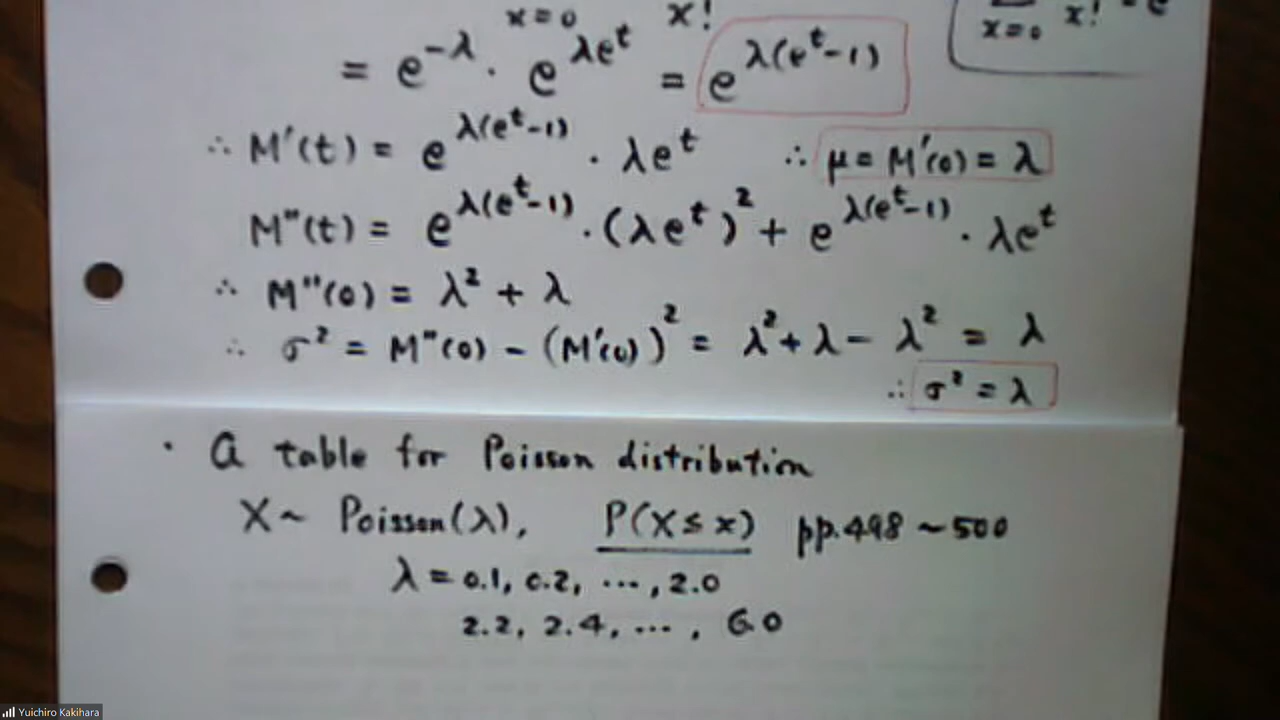 x=0 x!
x=0 x! = e
= e^{-λ} · e^{λe^t} = e^{λ(e^t-1)}
∴ M'(t) = e^{λ(e^t-1)} · λe^t ∴ μ = M'(0) = λ
M''(t) = e^{λ(e^t-1)} · (λe^t)^2 + e^{λ(e^t-1)} · λe^t
∴ M''(0) = λ^2 + λ
∴ σ^2 = M''(0) - (M'(0))^2 = λ^2 + λ - λ^2 = λ
∴ σ^2 = λ
· A table for Poisson distribution
X ~ Poisson(λ), P(X ≤ x) pp.498 ~ 500
λ = 0.1, 0.2, ..., 2.0
2.2, 2.4, ..., 6.0
Yuichiro Kakihara